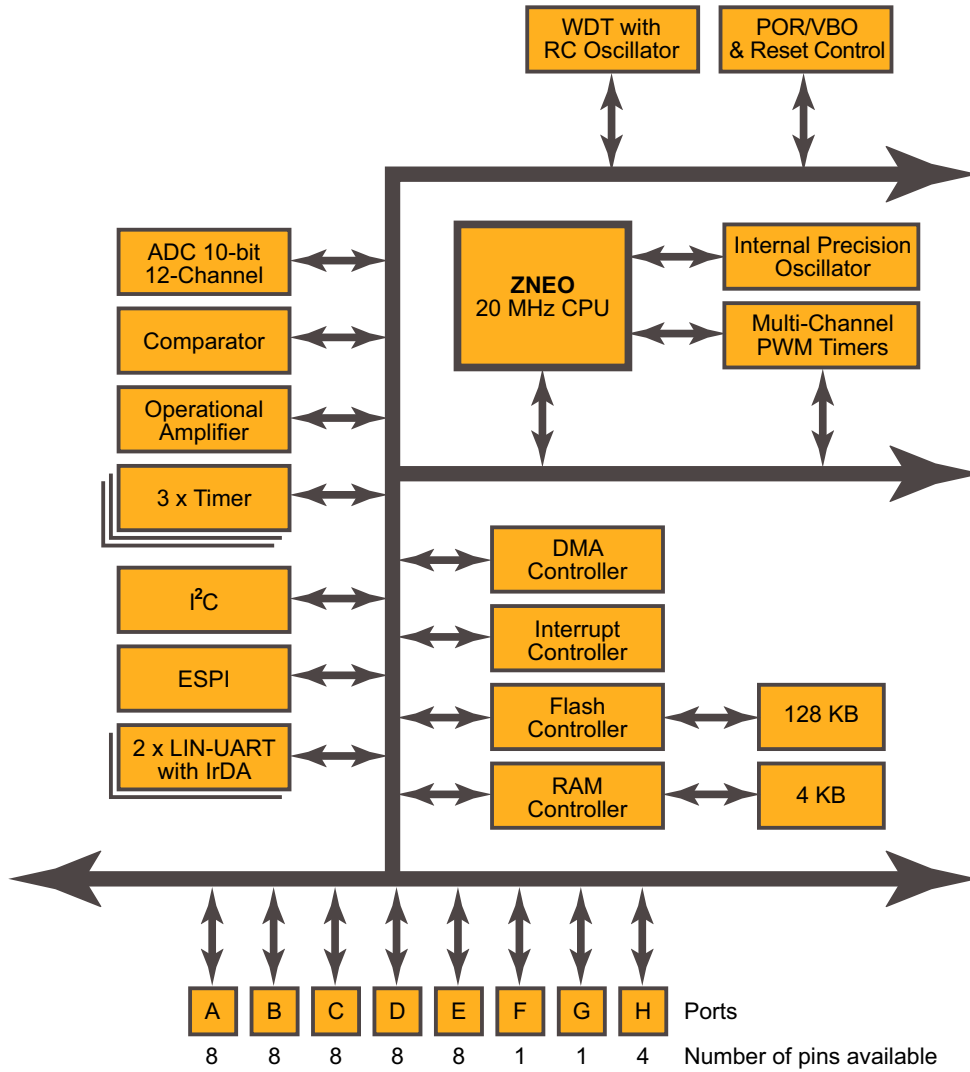 WDT with
RC Oscillator
POR/VBO
& Reset Control
ADC 10-bit
12-Channel
Comparator
Operational
Amplifier
3 x Timer
I²C
ESPI
2 x LIN-UART
with IrDA
ZNEO
20 MHz CPU
Internal Precision
Oscillator
Multi-Channel
PWM Timers
DMA
Controller
Interrupt
Controller
Flash
Controller
128 KB
RAM
Controller
4 KB
A B C D E F G H Ports
8 8 8 8 8 1 1 4 Number of pins available